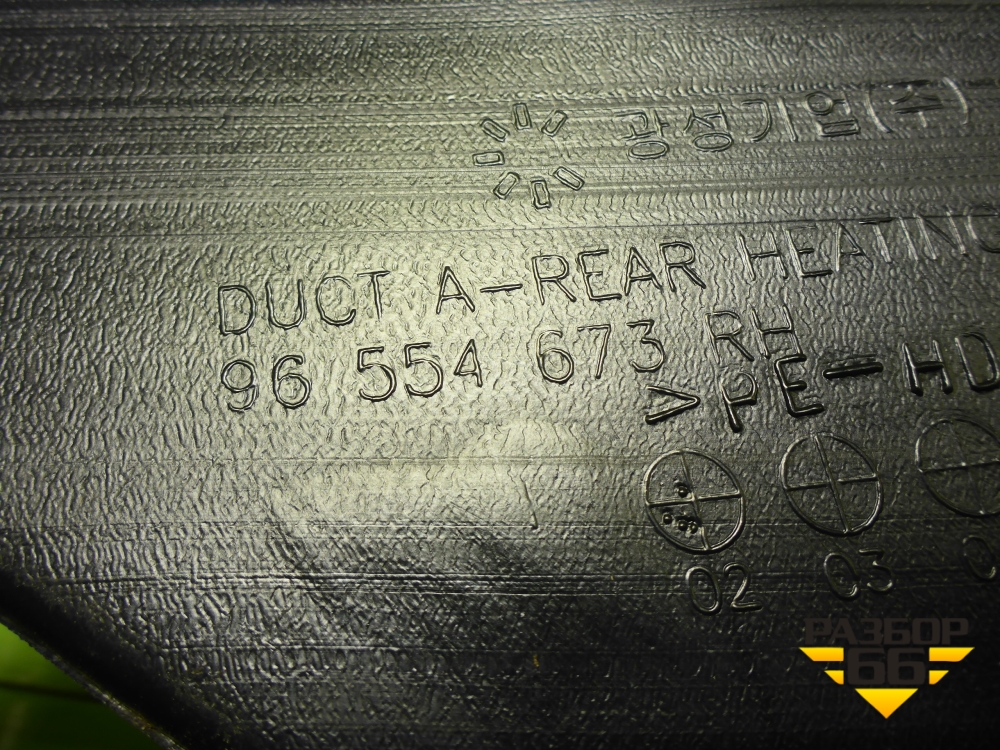 광성기업(주)
DUCT A-REAR HEATING
96 554 673 RH
>PE-HD
02 03
РАЗБОР
66